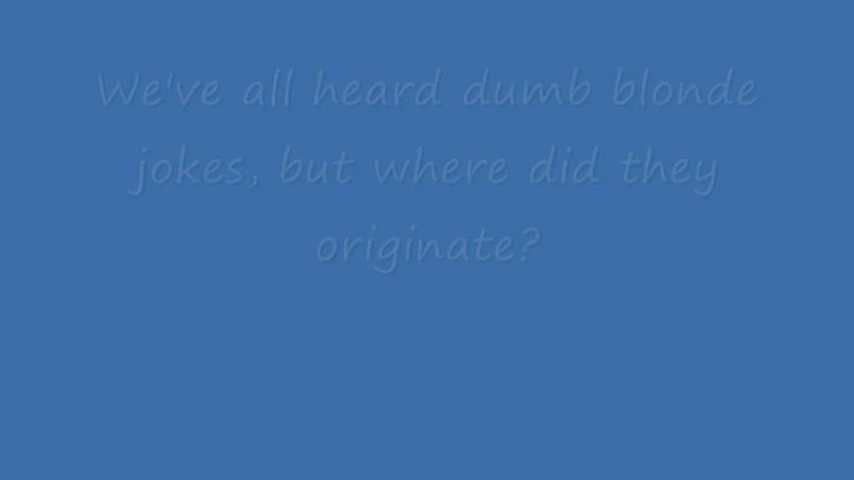 We've all heard dumb blonde
jokes, but where did they
originate?